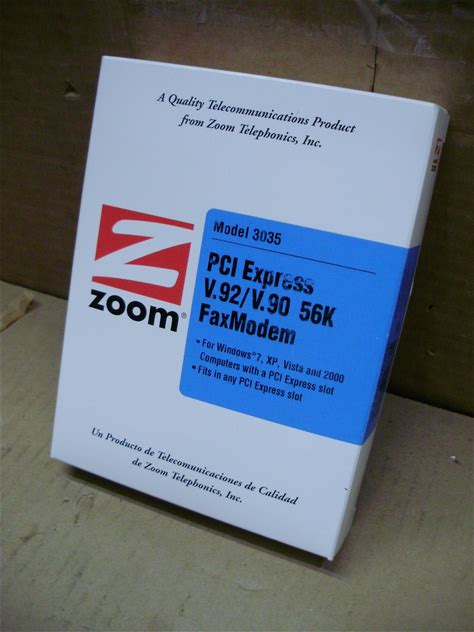 A Quality Telecommunications Product
from Zoom Telephonics, Inc.
Model 3035
PCI Express
V.92/V.90 56K
FaxModem
• For Windows®7, XP, Vista and 2000
Computers with a PCI Express slot
• Fits in any PCI Express slot
Z
zoom®
Un Producto de Telecomunicaciones de Calidad
de Zoom Telephonics, Inc.